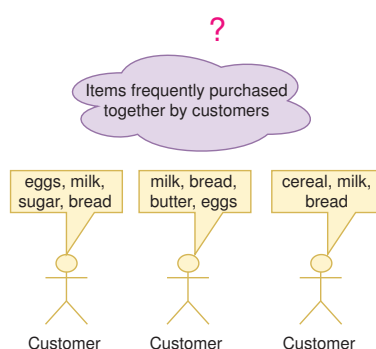 ?
Items frequently purchased
together by customers
eggs, milk,
sugar, bread
milk, bread,
butter, eggs
cereal, milk,
bread
Customer
Customer
Customer